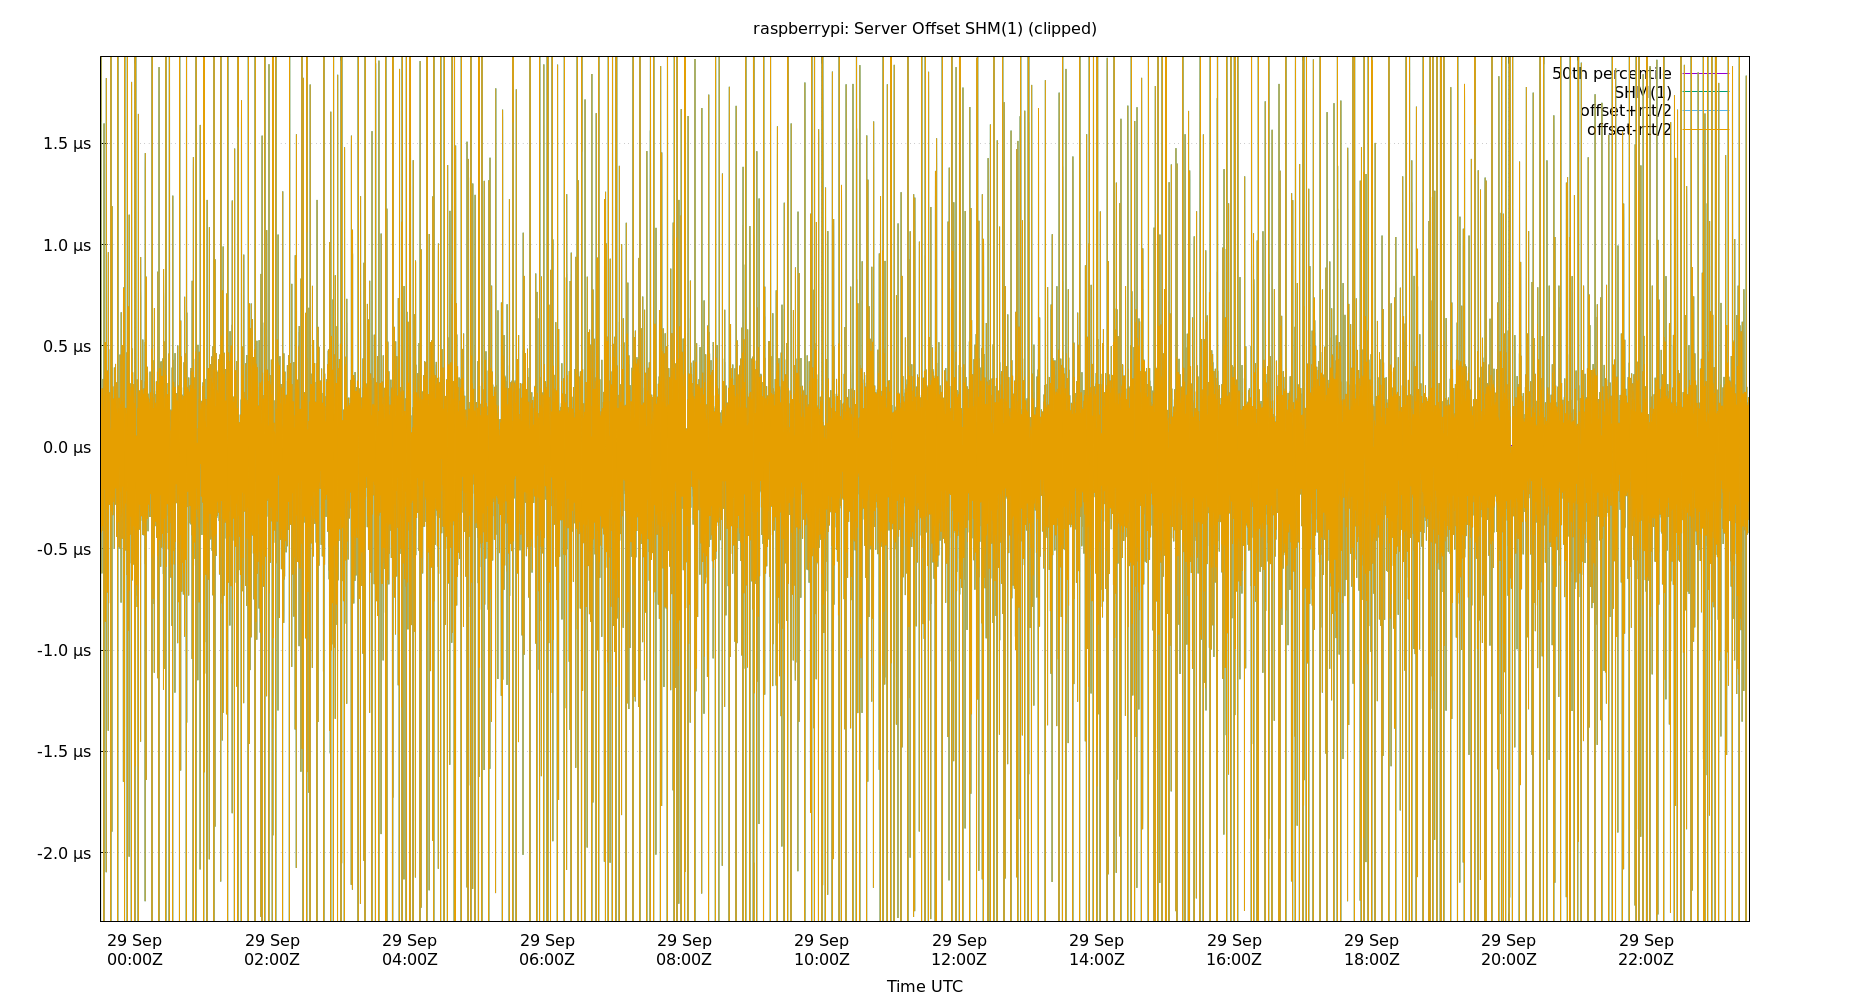 raspberrypi: Server Offset SHM(1) (clipped)
50th percentile
SHM(1)
offset+rtt/2
offset-rtt/2
1.5 µs
1.0 µs
0.5 µs
0.0 µs
-0.5 µs
-1.0 µs
-1.5 µs
-2.0 µs
29 Sep 29 Sep 29 Sep 29 Sep 29 Sep 29 Sep 29 Sep 29 Sep 29 Sep 29 Sep 29 Sep 29 Sep
00:00Z 02:00Z 04:00Z 06:00Z 08:00Z 10:00Z 12:00Z 14:00Z 16:00Z 18:00Z 20:00Z 22:00Z
Time UTC